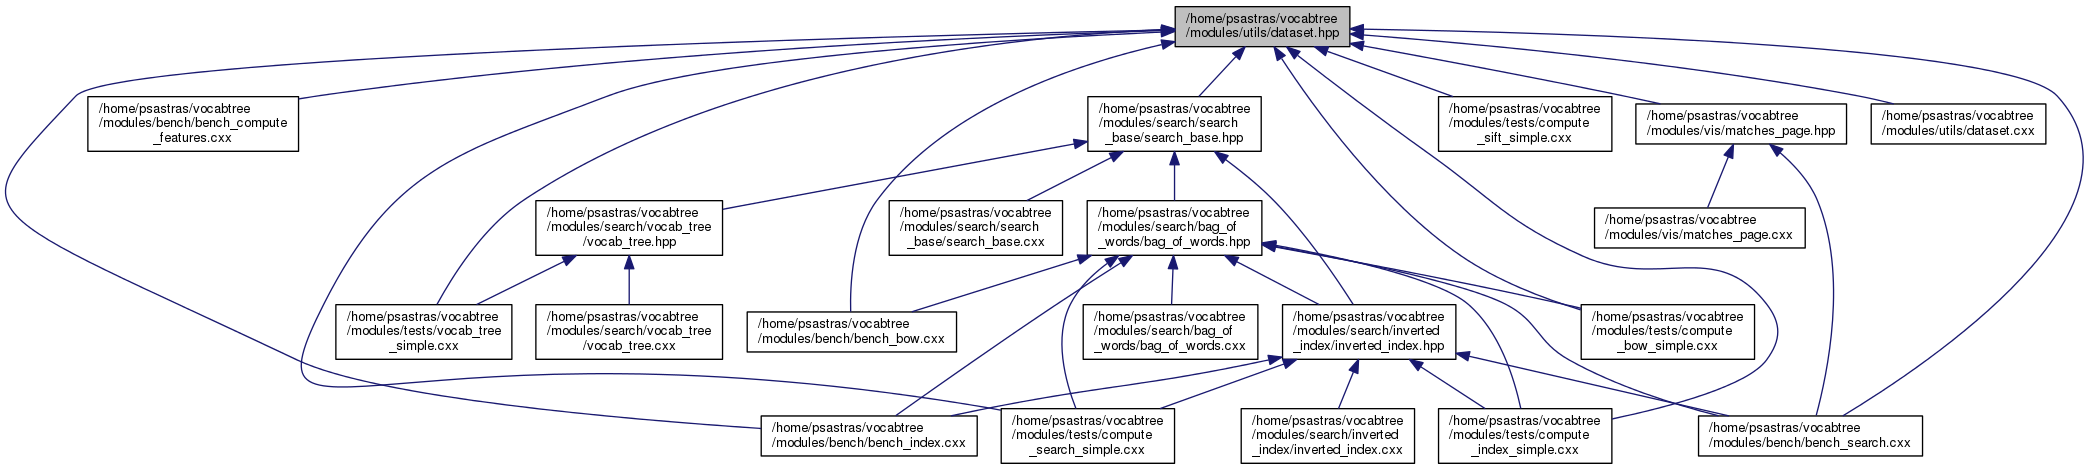 /home/psastras/vocabtree
/modules/utils/dataset.hpp
/home/psastras/vocabtree
/modules/bench/bench_compute
_features.cxx
/home/psastras/vocabtree
/modules/search/search
_base/search_base.hpp
/home/psastras/vocabtree
/modules/tests/compute
_sift_simple.cxx
/home/psastras/vocabtree
/modules/vis/matches_page.hpp
/home/psastras/vocabtree
/modules/utils/dataset.cxx
/home/psastras/vocabtree
/modules/search/vocab_tree
/vocab_tree.hpp
/home/psastras/vocabtree
/modules/search/search
_base/search_base.cxx
/home/psastras/vocabtree
/modules/search/bag_of
_words/bag_of_words.hpp
/home/psastras/vocabtree
/modules/vis/matches_page.cxx
/home/psastras/vocabtree
/modules/tests/vocab_tree
_simple.cxx
/home/psastras/vocabtree
/modules/search/vocab_tree
/vocab_tree.cxx
/home/psastras/vocabtree
/modules/bench/bench_bow.cxx
/home/psastras/vocabtree
/modules/search/bag_of
_words/bag_of_words.cxx
/home/psastras/vocabtree
/modules/search/inverted
_index/inverted_index.hpp
/home/psastras/vocabtree
/modules/tests/compute
_bow_simple.cxx
/home/psastras/vocabtree
/modules/bench/bench_index.cxx
/home/psastras/vocabtree
/modules/tests/compute
_search_simple.cxx
/home/psastras/vocabtree
/modules/search/inverted
_index/inverted_index.cxx
/home/psastras/vocabtree
/modules/tests/compute
_index_simple.cxx
/home/psastras/vocabtree
/modules/bench/bench_search.cxx